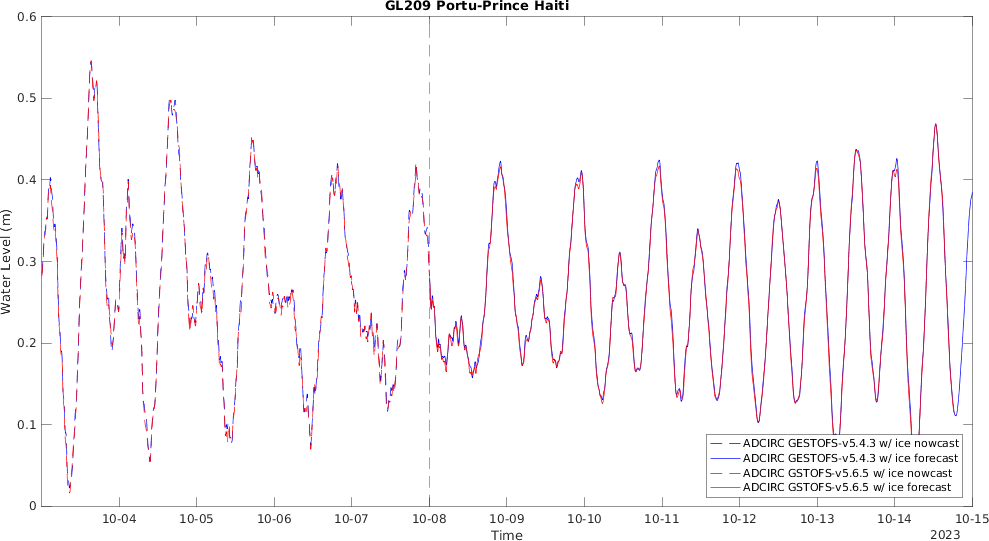 GL209 Portu-Prince Haiti
0.6
0.5
0.4
0.3
0.2
0.1
0
Water Level (m)
ADCIRC GESTOFS-v5.4.3 w/ ice nowcast
ADCIRC GESTOFS-v5.4.3 w/ ice forecast
ADCIRC GSTOFS-v5.6.5 w/ ice nowcast
ADCIRC GSTOFS-v5.6.5 w/ ice forecast
10-04 10-05 10-06 10-07 10-08 10-09 10-10 10-11 10-12 10-13 10-14 10-15
Time
2023